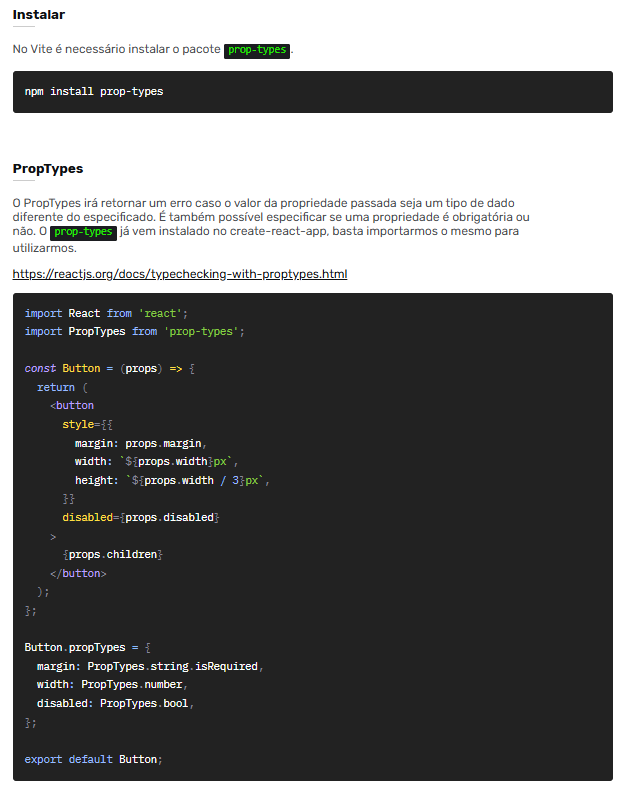 Instalar
No Vite é necessário instalar o pacote prop-types.
npm install prop-types
PropTypes
O PropTypes irá retornar um erro caso o valor da propriedade passada seja um tipo de dado
diferente do especificado. É também possível especificar se uma propriedade é obrigatória ou
não. O prop-types já vem instalado no create-react-app, basta importarmos o mesmo para
utilizarmos.
https://reactjs.org/docs/typechecking-with-proptypes.html
import React from 'react';
import PropTypes from 'prop-types';
const Button = (props) => {
  return (
    <button
      style={{
        margin: props.margin,
        width: `${props.width}px`,
        height: `${props.width / 3}px`,
      }}
      disabled={props.disabled}
    >
      {props.children}
    </button>
  );
};
Button.propTypes = {
  margin: PropTypes.string.isRequired,
  width: PropTypes.number,
  disabled: PropTypes.bool,
};
export default Button;